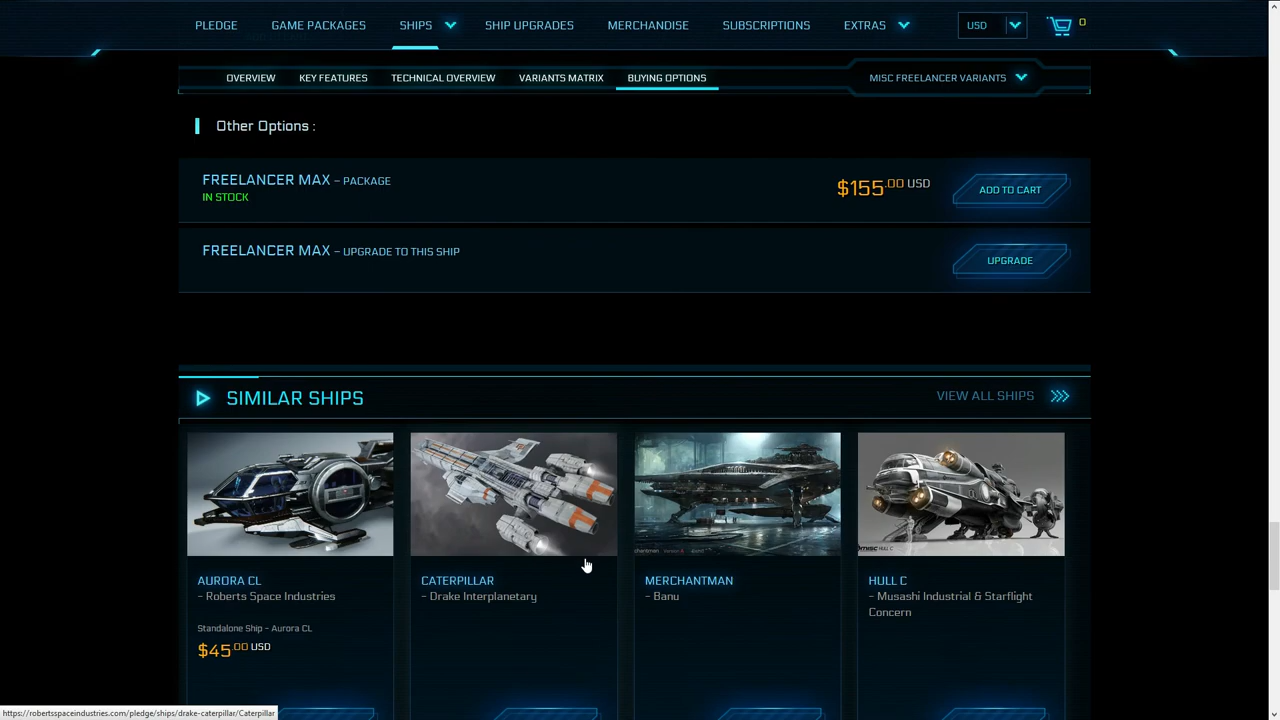 PLEDGE GAME PACKAGES SHIPS SHIP UPGRADES MERCHANDISE SUBSCRIPTIONS EXTRAS USD 0
OVERVIEW KEY FEATURES TECHNICAL OVERVIEW VARIANTS MATRIX BUYING OPTIONS MISC FREELANCER VARIANTS
Other Options :
FREELANCER MAX – PACKAGE
IN STOCK
$155.00 USD
ADD TO CART
FREELANCER MAX – UPGRADE TO THIS SHIP
UPGRADE
SIMILAR SHIPS
VIEW ALL SHIPS
AURORA CL
– Roberts Space Industries
Standalone Ship - Aurora CL
$45.00 USD
CATERPILLAR
– Drake Interplanetary
MERCHANTMAN
– Banu
HULL C
HULL C
– Musashi Industrial & Starflight
Concern
https://robertsspaceindustries.com/pledge/ships/drake-caterpillar/Caterpillar